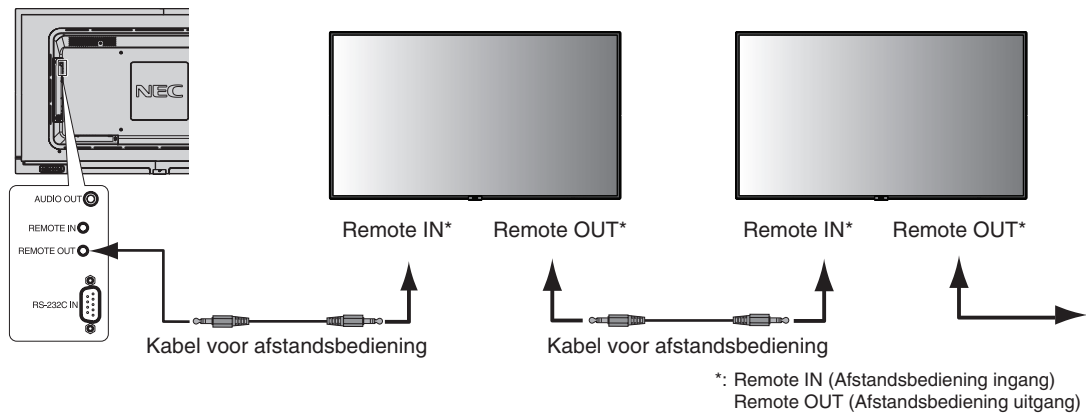 NEC
AUDIO OUT
REMOTE IN
REMOTE OUT
RS-232C IN
Remote IN* Remote OUT*
Remote IN* Remote OUT*
Kabel voor afstandsbediening
Kabel voor afstandsbediening
*: Remote IN (Afstandsbediening ingang)
Remote OUT (Afstandsbediening uitgang)